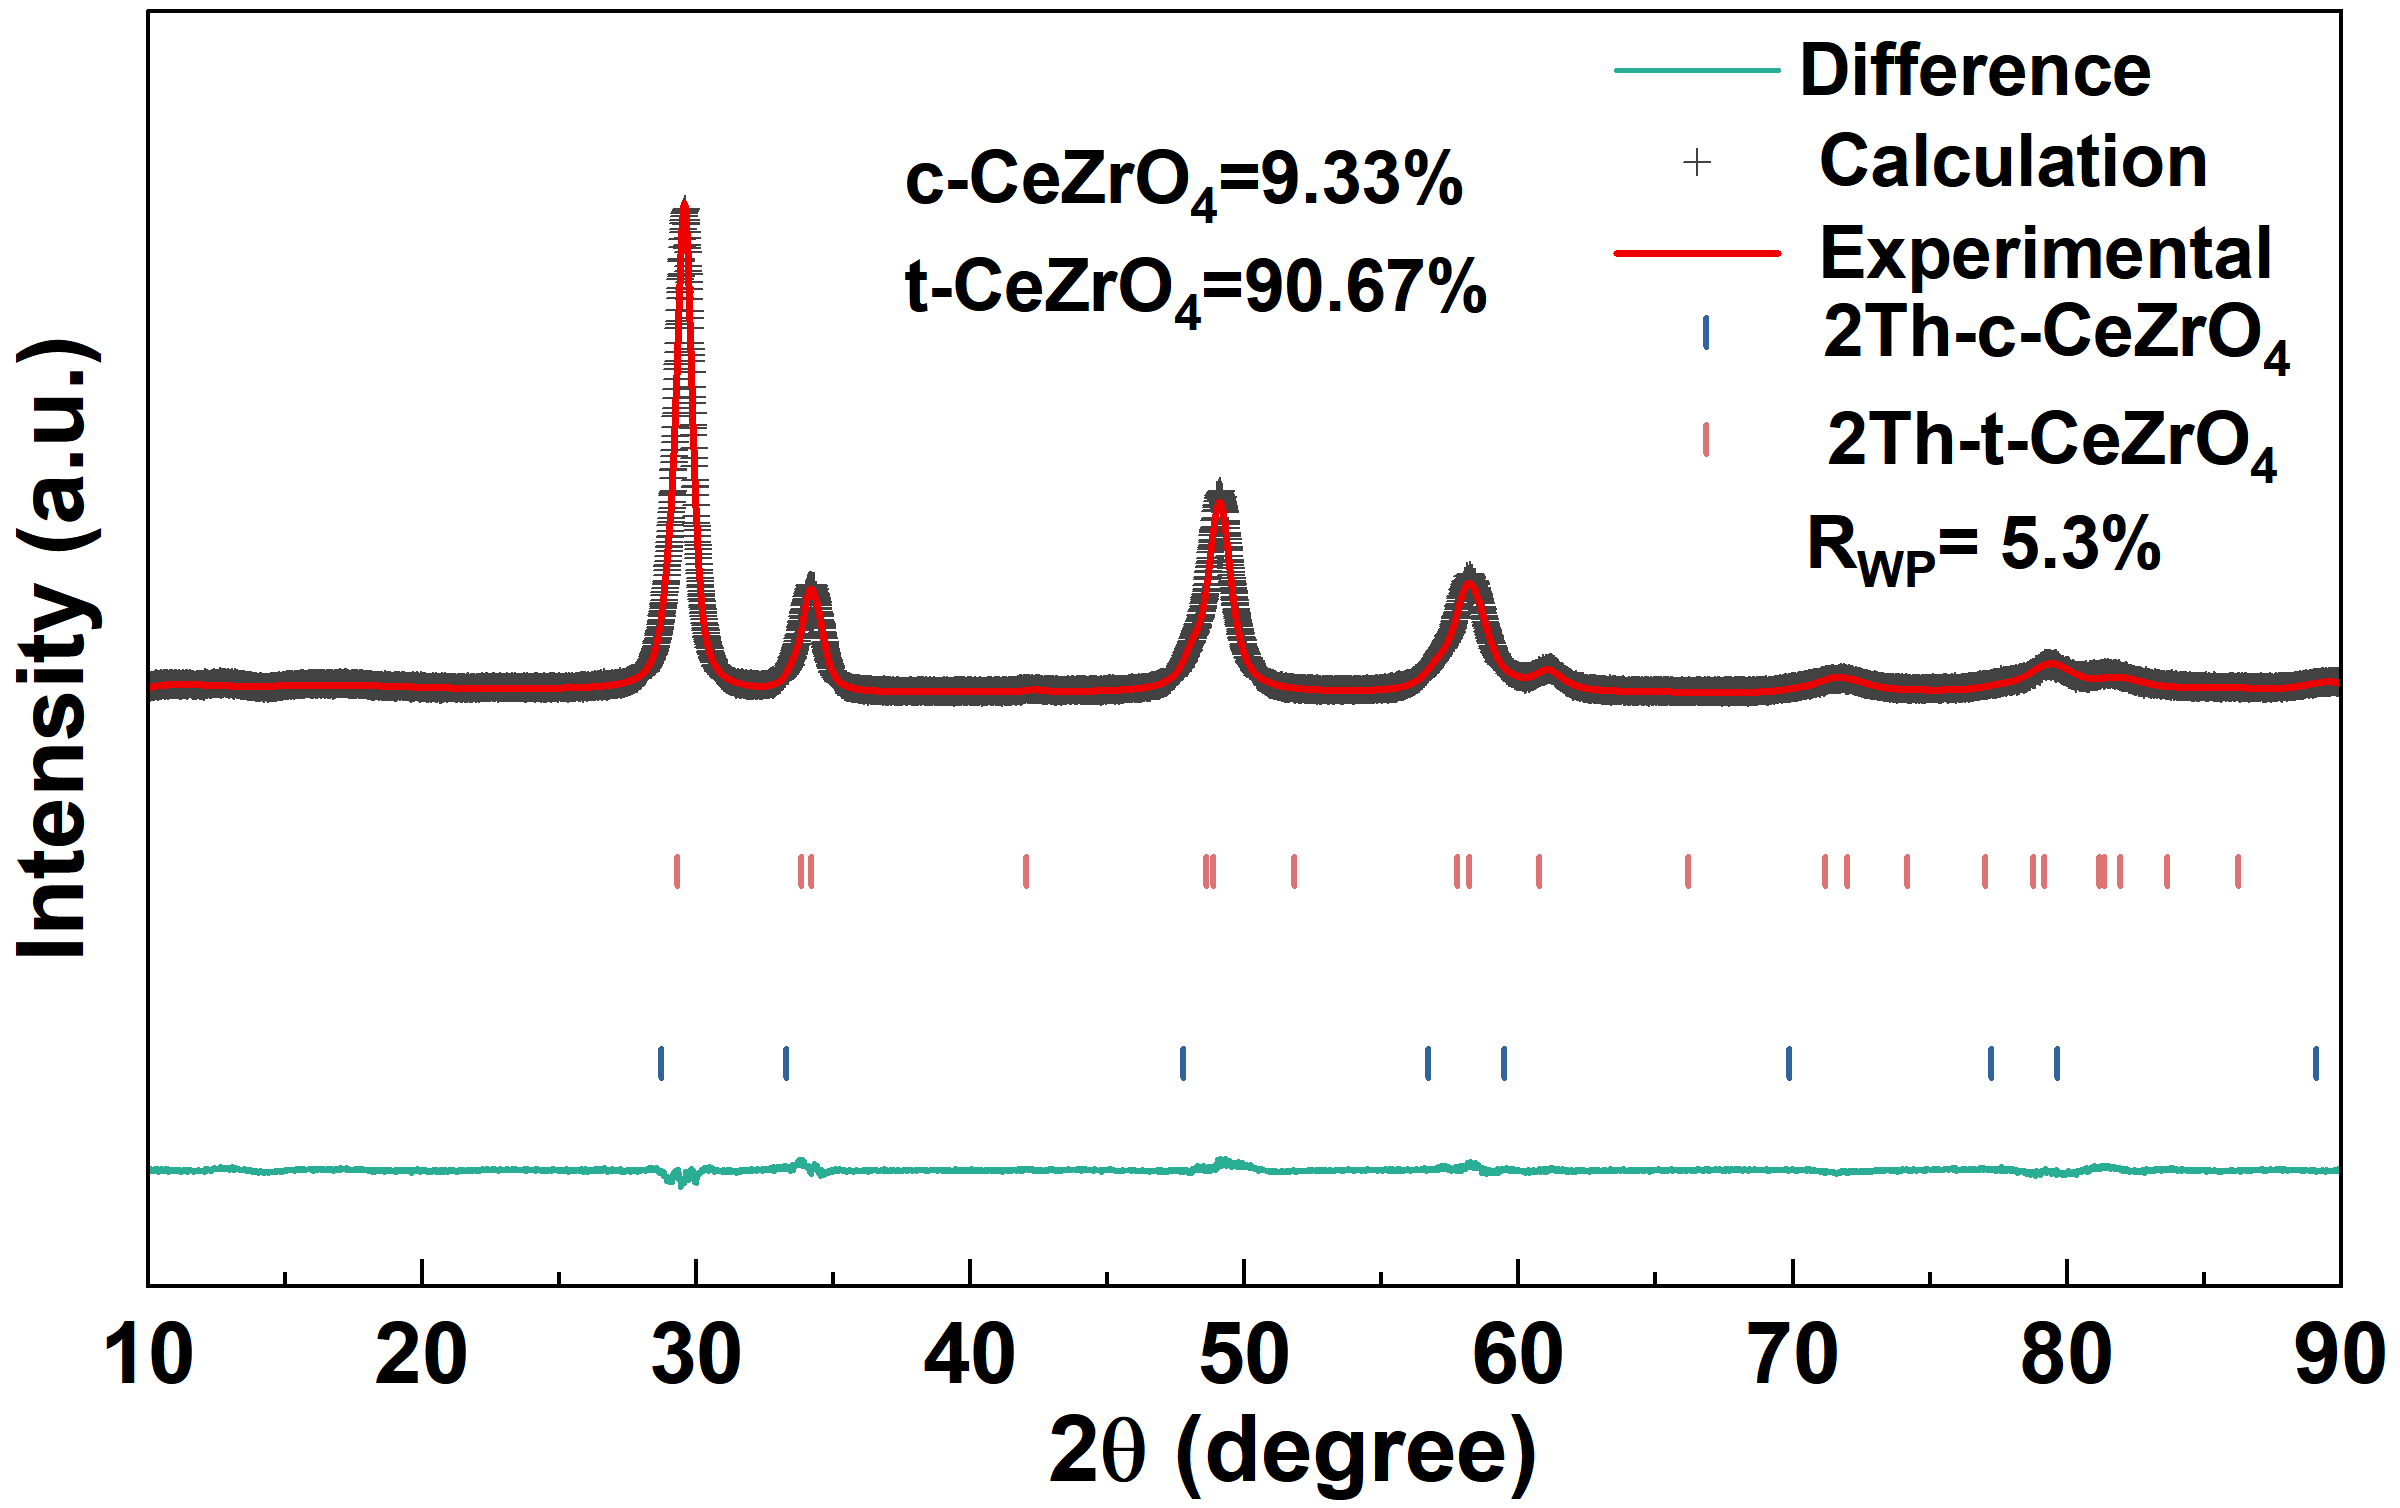 Difference
Calculation
Experimental
2Th-c-CeZrO₄
2Th-t-CeZrO₄
R_WP= 5.3%
c-CeZrO₄=9.33%
t-CeZrO₄=90.67%
Intensity (a.u.)
10 20 30 40 50 60 70 80 90
2θ (degree)